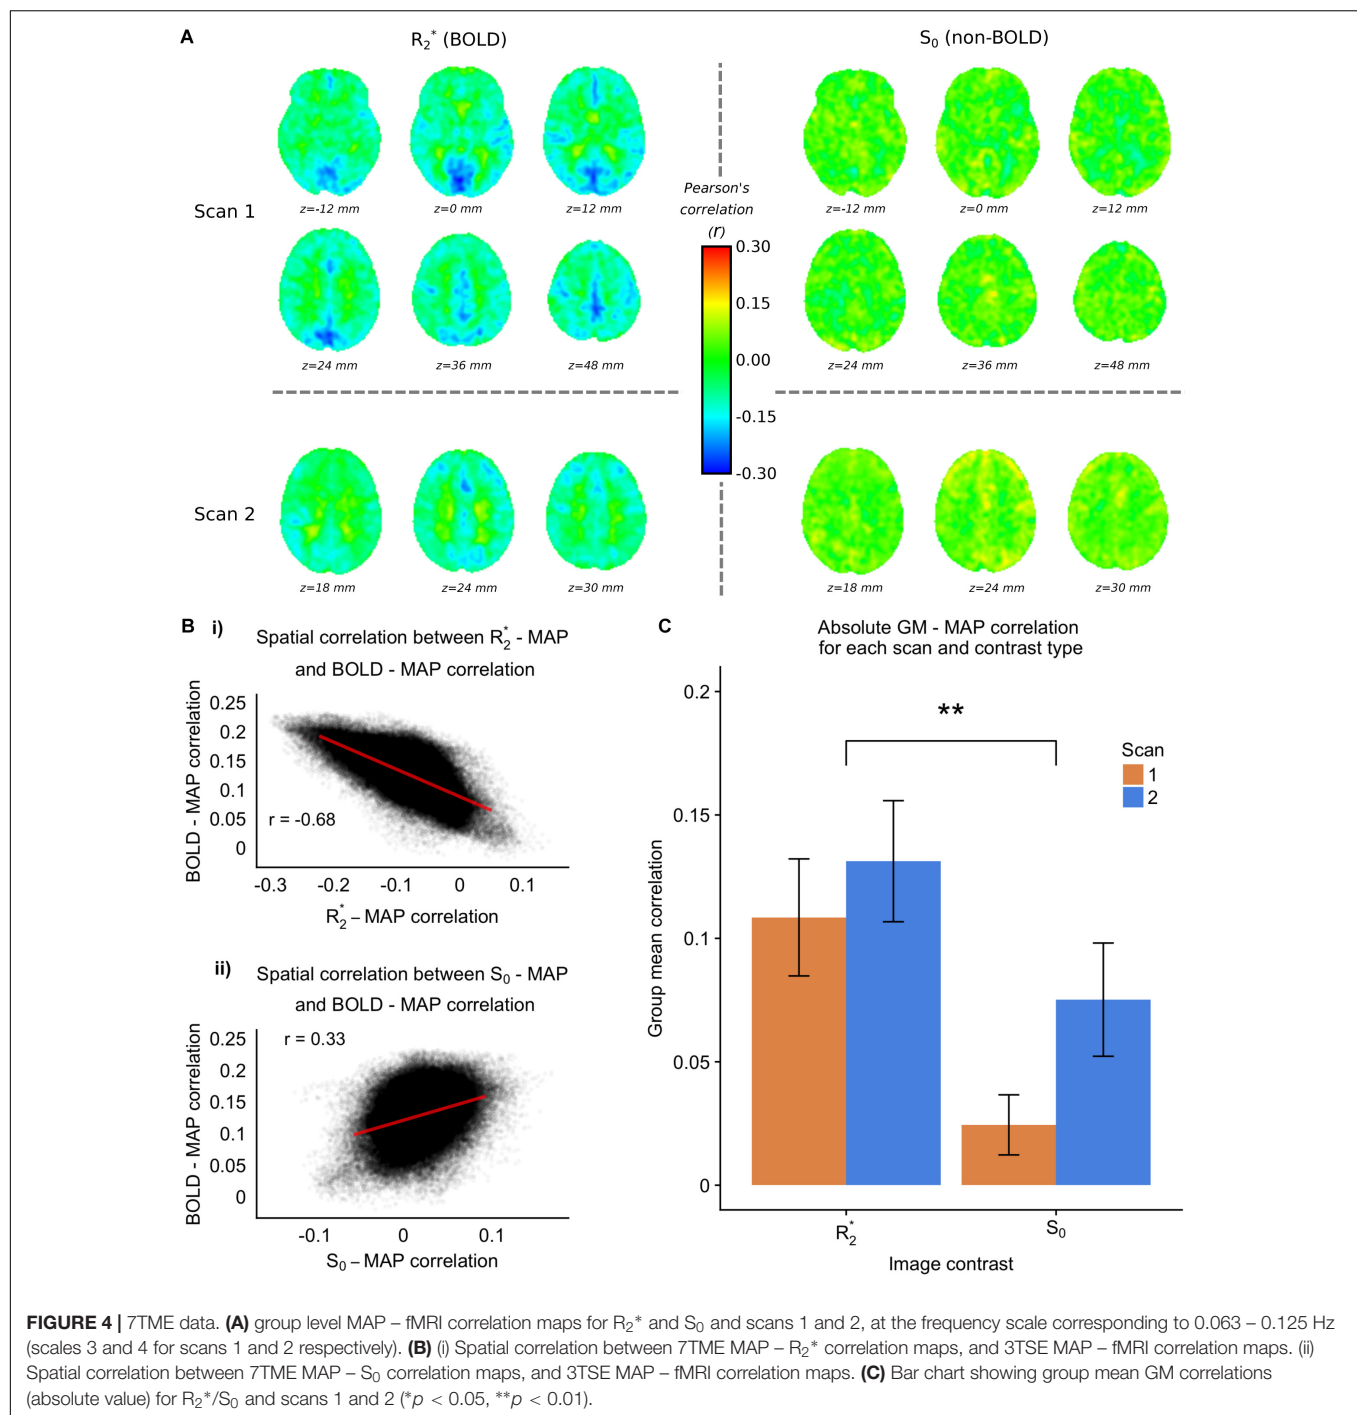 A
R2* (BOLD)
S0 (non-BOLD)
z=-12 mm
z=0 mm
z=12 mm
z=-12 mm
z=0 mm
z=12 mm
Scan 1
z=24 mm
z=36 mm
z=48 mm
z=24 mm
z=36 mm
z=48 mm
Pearson's
correlation
(r)
0.30
0.15
0.00
-0.15
-0.30
Scan 2
z=18 mm
z=24 mm
z=30 mm
z=18 mm
z=24 mm
z=30 mm
B i)
Spatial correlation between R2* - MAP
and BOLD - MAP correlation
BOLD - MAP correlation
0.25
0.2
0.15
0.1
0.05
0
r = -0.68
-0.3 -0.2 -0.1 0 0.1
R2* – MAP correlation
ii)
Spatial correlation between S0 - MAP
and BOLD - MAP correlation
BOLD - MAP correlation
0.25
0.2
0.15
0.1
0.05
0
r = 0.33
-0.1 0 0.1
S0 – MAP correlation
C
Absolute GM - MAP correlation
for each scan and contrast type
Group mean correlation
0.2
0.15
0.1
0.05
0
**
Scan
1
2
R2* S0
Image contrast
FIGURE 4 | 7TME data. (A) group level MAP – fMRI correlation maps for R2* and S0 and scans 1 and 2, at the frequency scale corresponding to 0.063 – 0.125 Hz
(scales 3 and 4 for scans 1 and 2 respectively). (B) (i) Spatial correlation between 7TME MAP – R2* correlation maps, and 3TSE MAP – fMRI correlation maps. (ii)
Spatial correlation between 7TME MAP – S0 correlation maps, and 3TSE MAP – fMRI correlation maps. (C) Bar chart showing group mean GM correlations
(absolute value) for R2*/S0 and scans 1 and 2 (*p < 0.05, **p < 0.01).